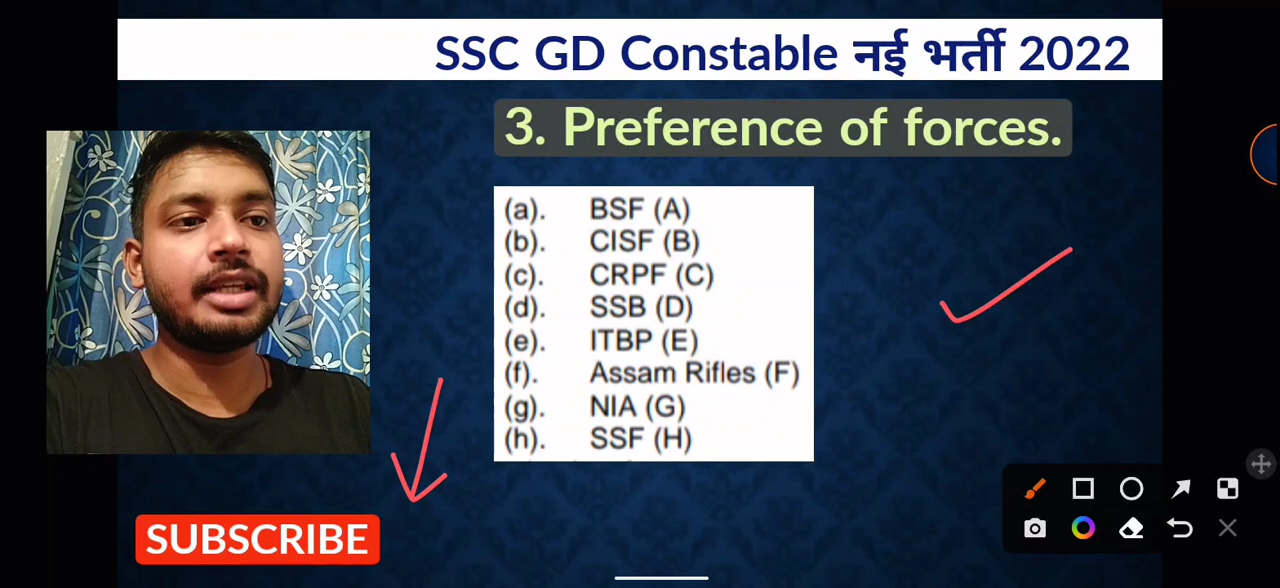 SSC GD Constable नई भर्ती 2022
3. Preference of forces.
(a). BSF (A)
(b). CISF (B)
(c). CRPF (C)
(d). SSB (D)
(e). ITBP (E)
(f). Assam Rifles (F)
(g). NIA (G)
(h). SSF (H)
SUBSCRIBE